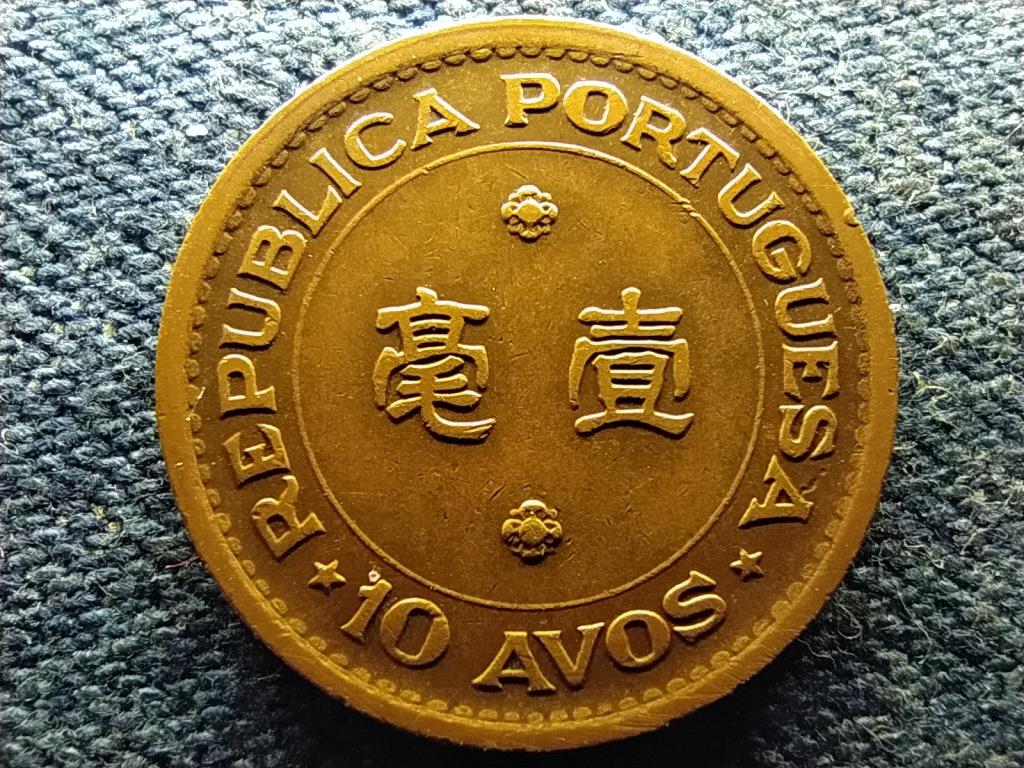 REPUBLICA PORTUGUESA
壹毫
★ 10 AVOS ★